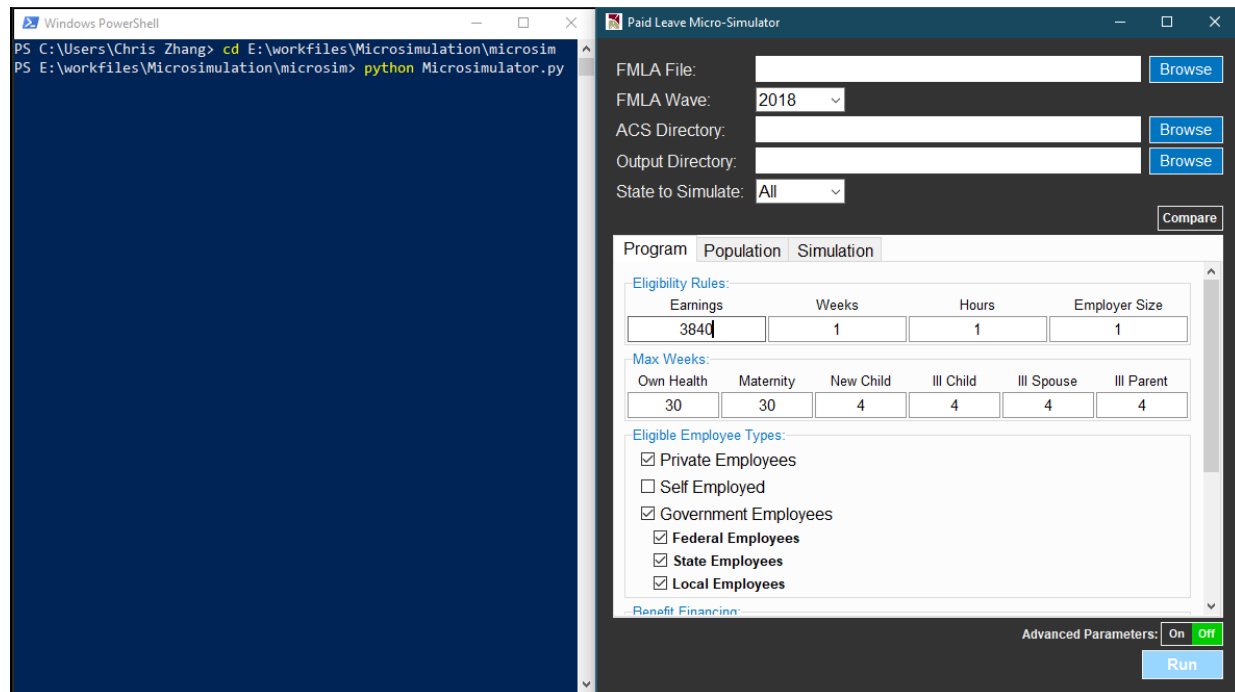 Windows PowerShell
PS C:\Users\Chris Zhang> cd E:\workfiles\Microsimulation\microsim
PS E:\workfiles\Microsimulation\microsim> python Microsimulator.py
Paid Leave Micro-Simulator
FMLA File: Browse
FMLA Wave: 2018
ACS Directory: Browse
Output Directory: Browse
State to Simulate: All
Compare
Program Population Simulation
Eligibility Rules:
Earnings Weeks Hours Employer Size
3840 1 1 1
Max Weeks:
Own Health Maternity New Child Ill Child Ill Spouse Ill Parent
30 30 4 4 4 4
Eligible Employee Types:
Private Employees
Self Employed
Government Employees
Federal Employees
State Employees
Local Employees
Benefit Financing:
Advanced Parameters: On Off
Run